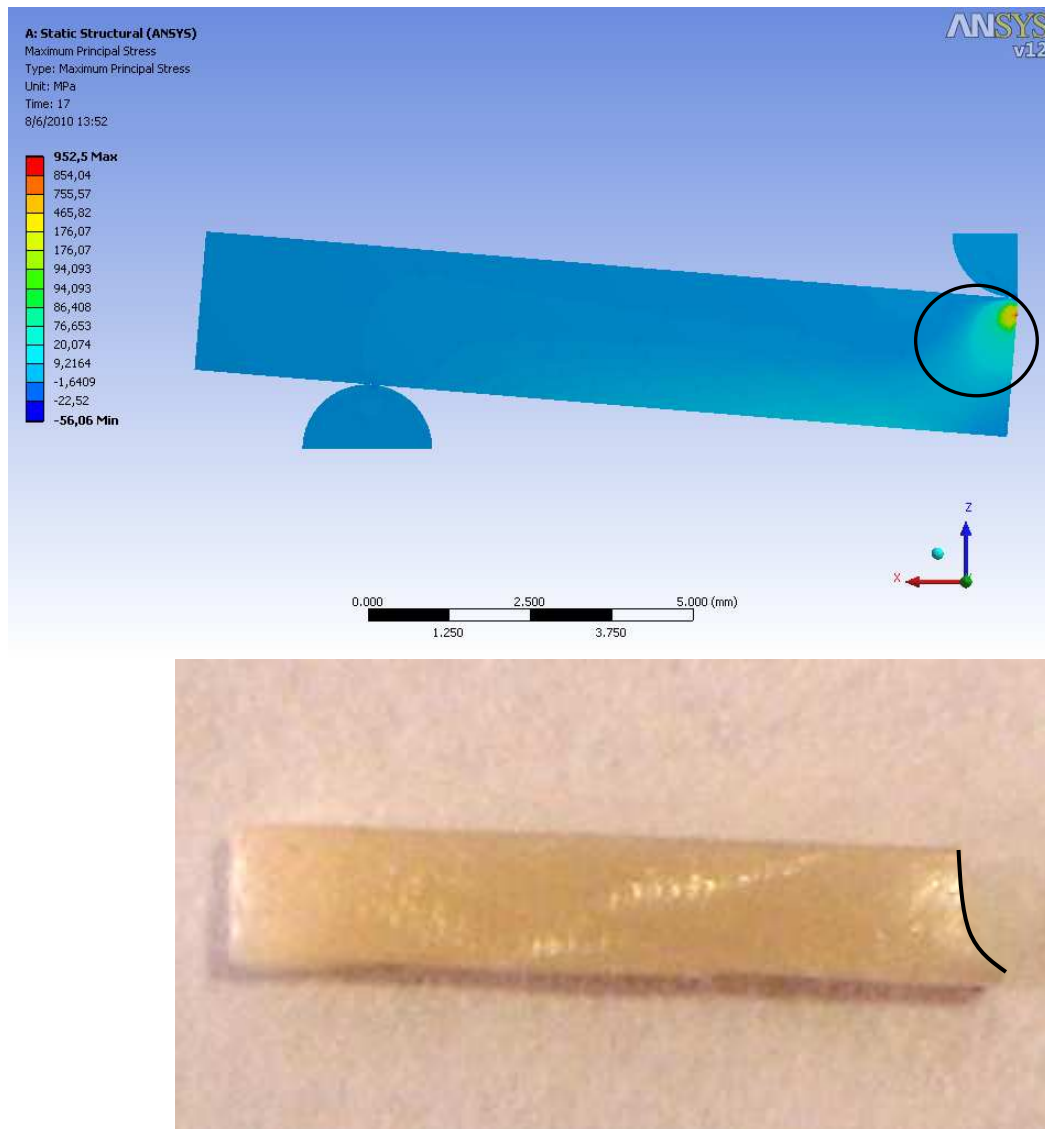 A: Static Structural (ANSYS)
Maximum Principal Stress
Type: Maximum Principal Stress
Unit: MPa
Time: 17
8/6/2010 13:52
ANSYS
v12
952,5 Max
854,04
755,57
465,82
176,07
176,07
94,093
94,093
86,408
76,653
20,074
9,2164
-1,6409
-22,52
-56,06 Min
Z
X
0.000 2.500 5.000 (mm)
1.250 3.750